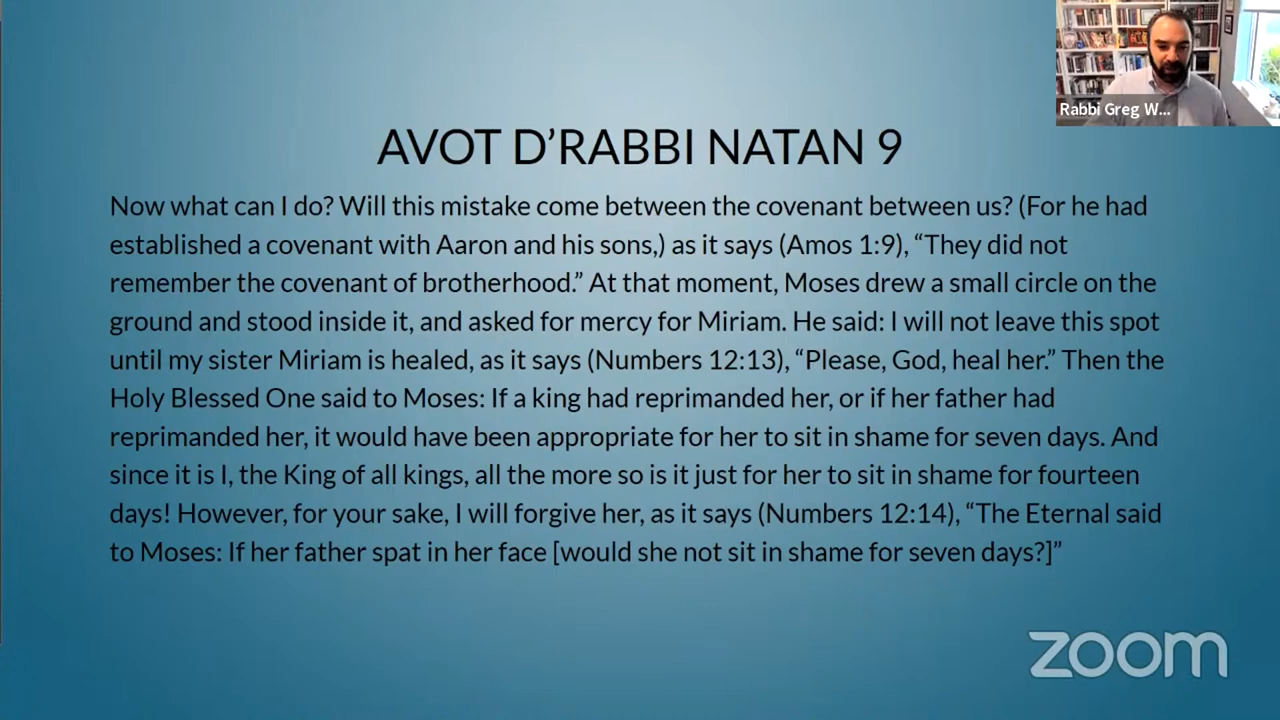 Rabbi Greg W...
AVOT D’RABBI NATAN 9
Now what can I do? Will this mistake come between the covenant between us? (For he had
established a covenant with Aaron and his sons,) as it says (Amos 1:9), “They did not
remember the covenant of brotherhood.” At that moment, Moses drew a small circle on the
ground and stood inside it, and asked for mercy for Miriam. He said: I will not leave this spot
until my sister Miriam is healed, as it says (Numbers 12:13), “Please, God, heal her.” Then the
Holy Blessed One said to Moses: If a king had reprimanded her, or if her father had
reprimanded her, it would have been appropriate for her to sit in shame for seven days. And
since it is I, the King of all kings, all the more so is it just for her to sit in shame for fourteen
days! However, for your sake, I will forgive her, as it says (Numbers 12:14), “The Eternal said
to Moses: If her father spat in her face [would she not sit in shame for seven days?]”
zoom